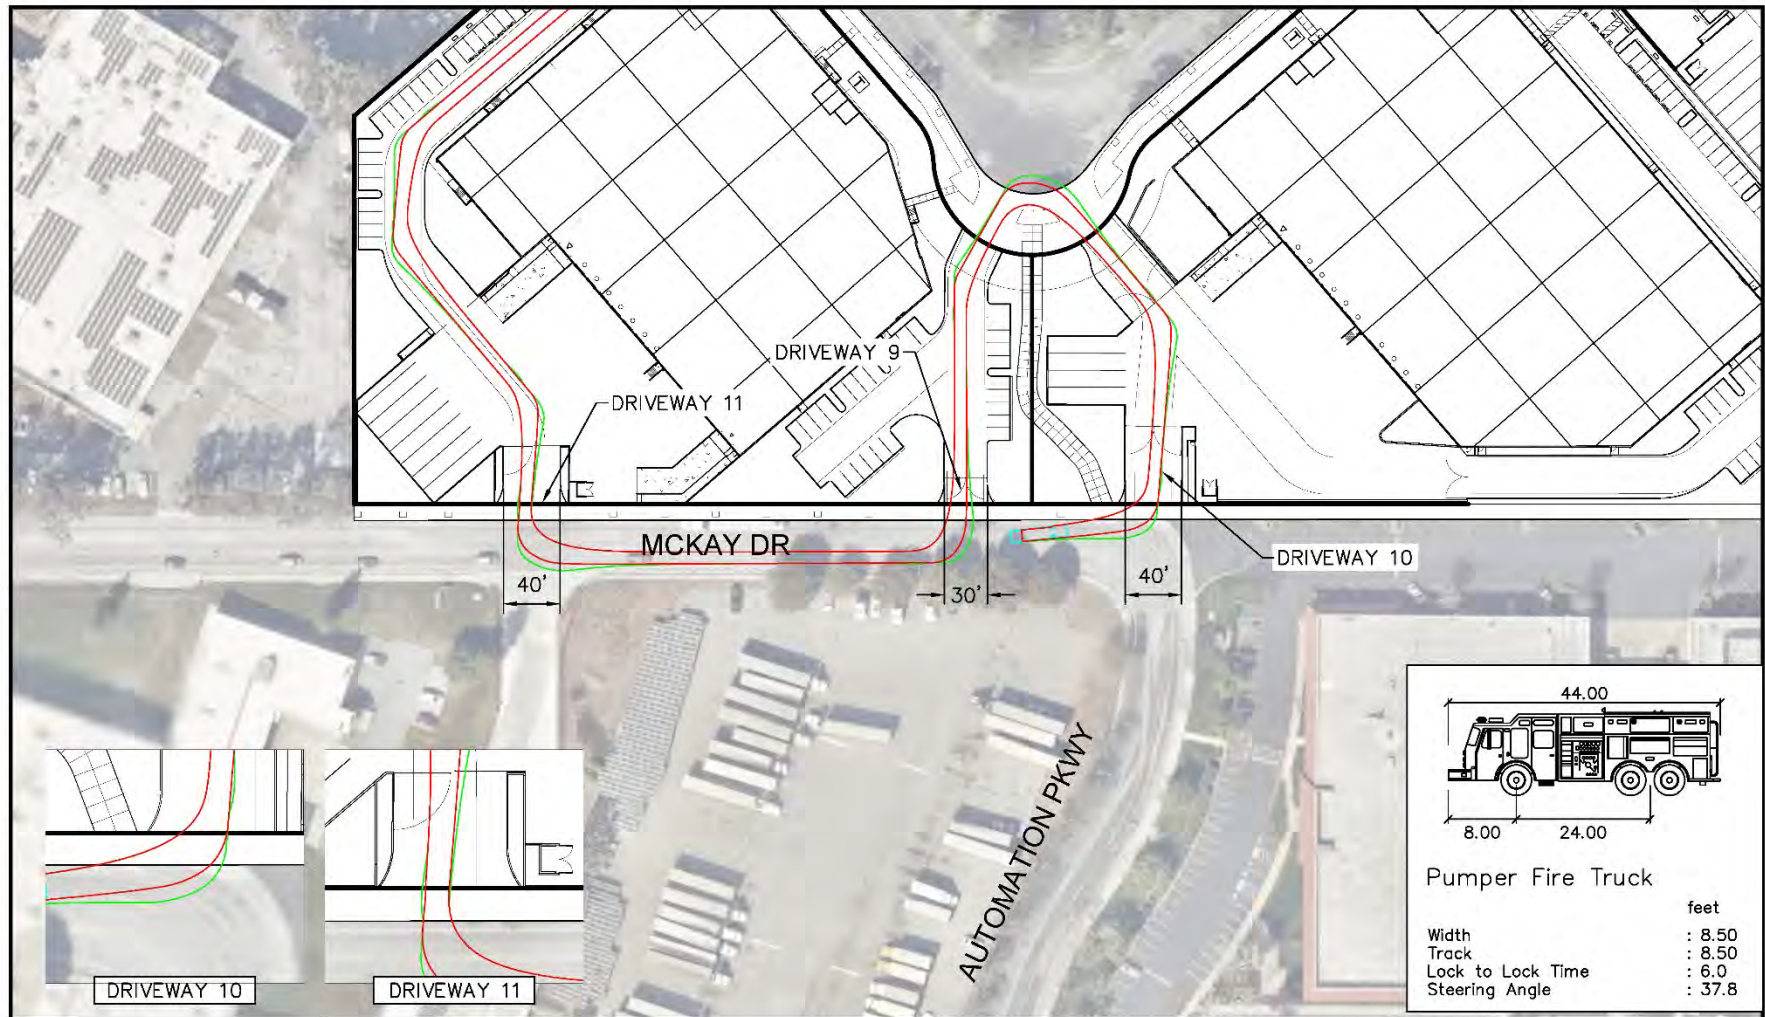 T
T
DRIVEWAY 9
DRIVEWAY 11
MCKAY DR
DRIVEWAY 10
40'
30'
40'
AUTOMATION PKWY
DRIVEWAY 10
DRIVEWAY 11
44.00
8.00
24.00
Pumper Fire Truck
feet
Width : 8.50
Track : 8.50
Lock to Lock Time : 6.0
Steering Angle : 37.8